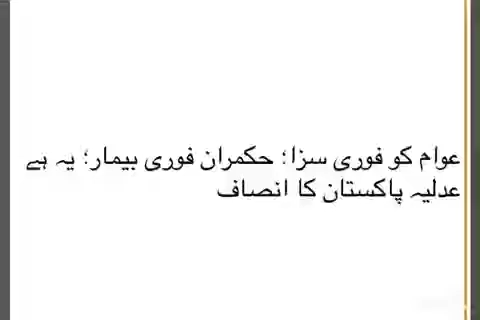 عوام کو فوری سزا؛ حکمران فوری بیمار؛ یہ ہے
عدلیہ پاکستان کا انصاف